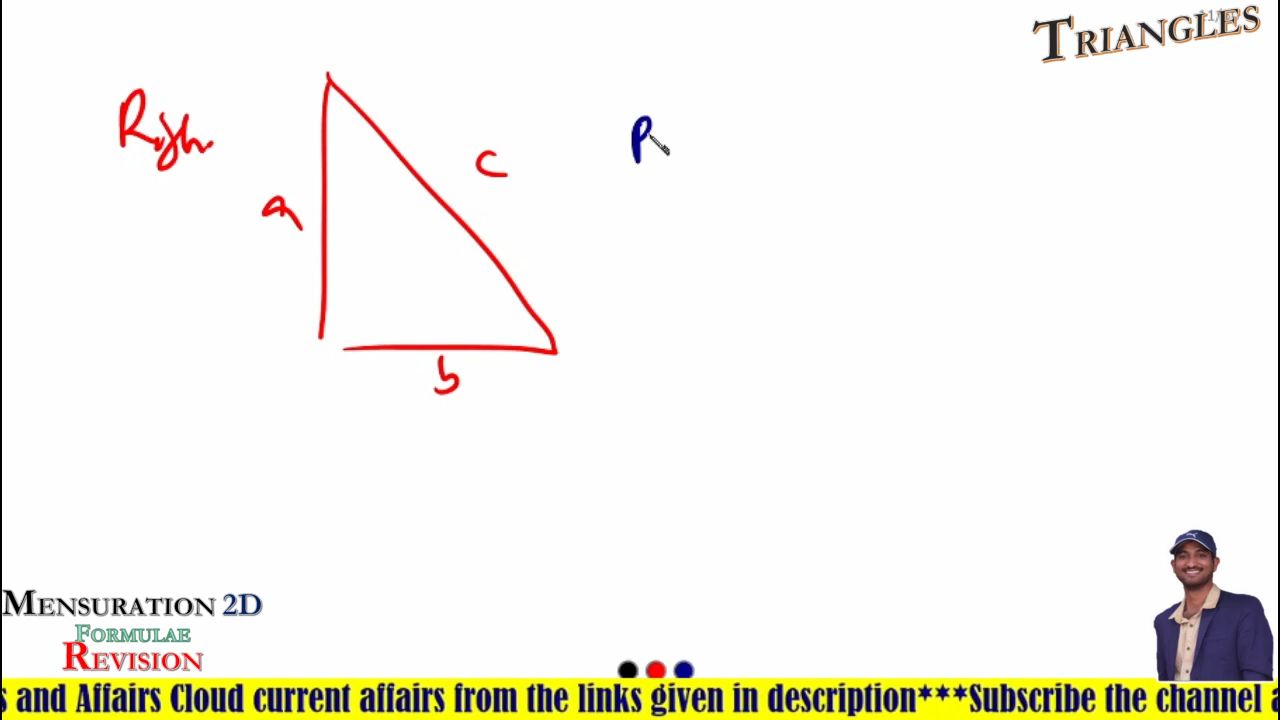 TRIANGLES
Righ
P
a
c
b
MENSURATION 2D
FORMULAE
REVISION
s and Affairs Cloud current affairs from the links given in description***Subscribe the channel a